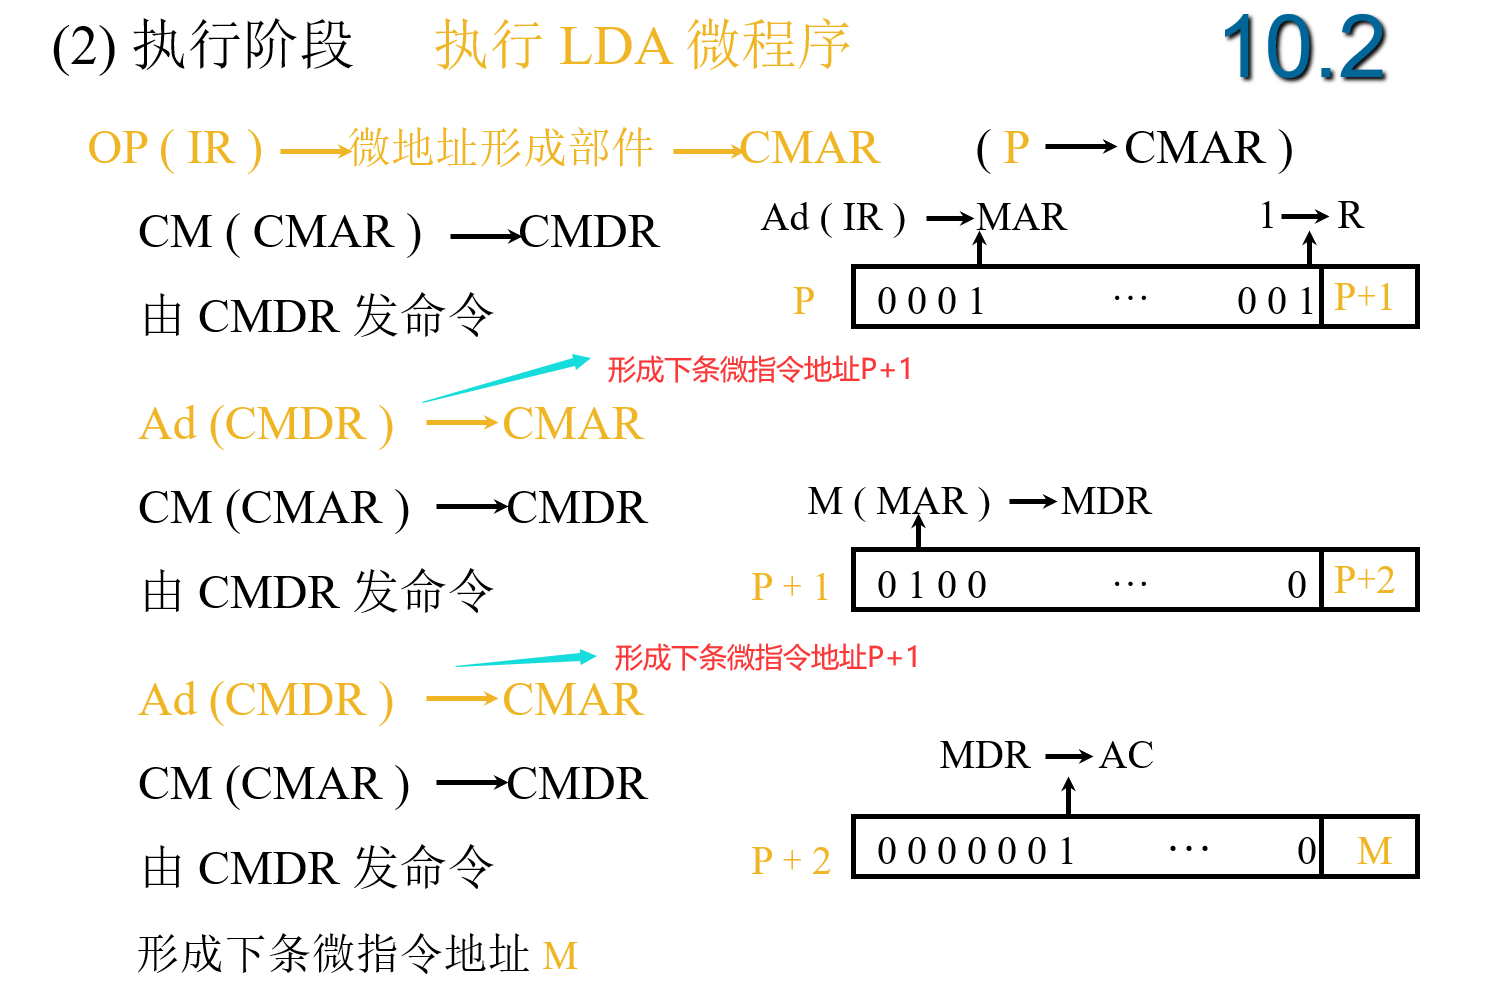 (2) 执行阶段 执行 LDA 微程序 10.2
OP ( IR ) → 微地址形成部件 → CMAR ( P → CMAR )
CM ( CMAR ) → CMDR
Ad ( IR ) → MAR 1 → R
P 0 0 0 1 … 0 0 1 P+1
由 CMDR 发命令
形成下条微指令地址P+1
Ad (CMDR ) → CMAR
CM (CMAR ) → CMDR
M ( MAR ) → MDR
P + 1 0 1 0 0 … 0 P+2
由 CMDR 发命令
形成下条微指令地址P+1
Ad (CMDR ) → CMAR
CM (CMAR ) → CMDR
MDR → AC
P + 2 0 0 0 0 0 0 1 … 0 M
由 CMDR 发命令
形成下条微指令地址 M